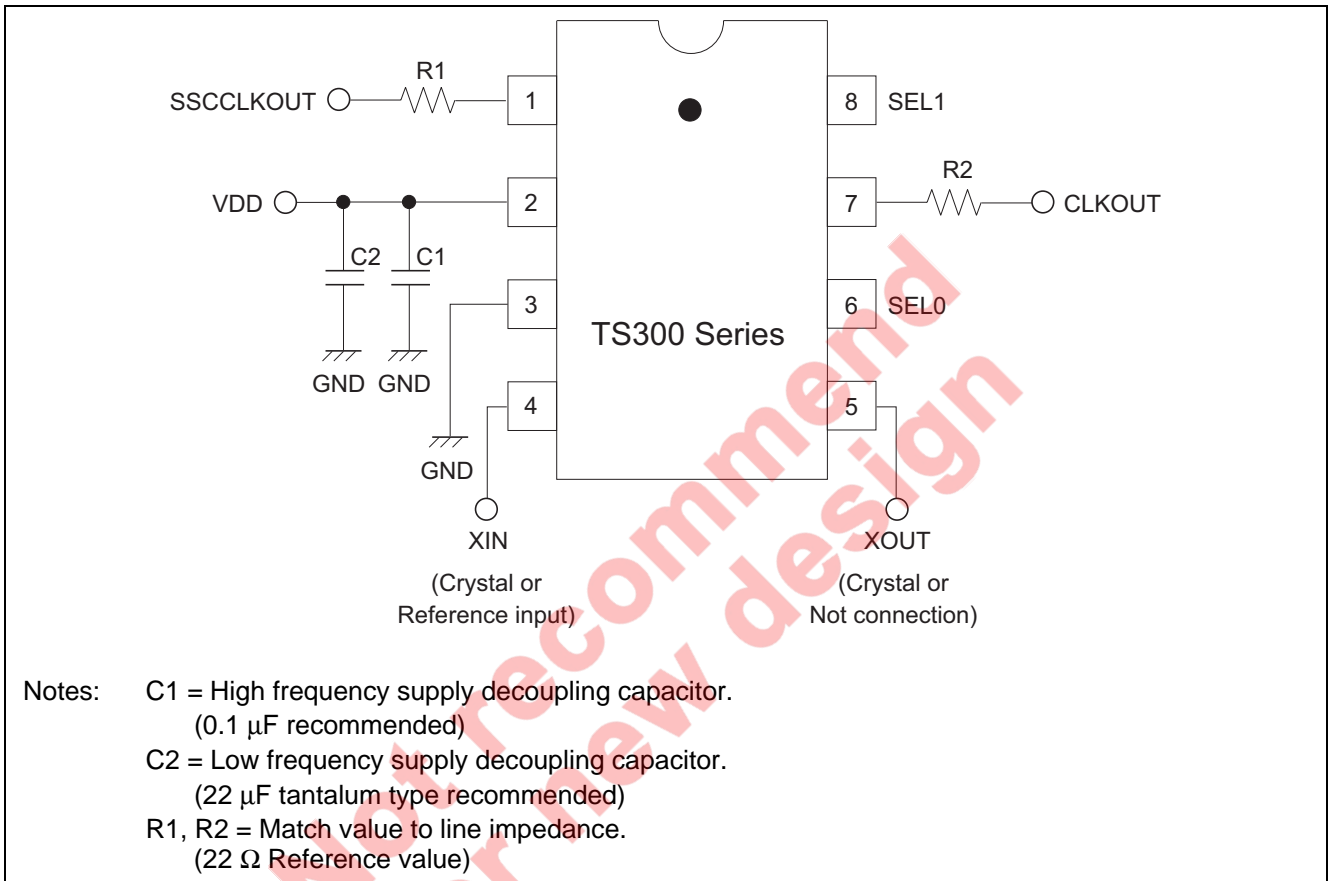 R1
SSCCLKOUT
1
8
SEL1
R2
VDD
2
7
CLKOUT
C2
C1
3
6
SEL0
TS300 Series
GND
GND
4
5
GND
XIN
XOUT
(Crystal or
Reference input)
(Crystal or
Not connection)
Notes: C1 = High frequency supply decoupling capacitor.
(0.1 μF recommended)
C2 = Low frequency supply decoupling capacitor.
(22 μF tantalum type recommended)
R1, R2 = Match value to line impedance.
(22 Ω Reference value)
Not recommend
new design